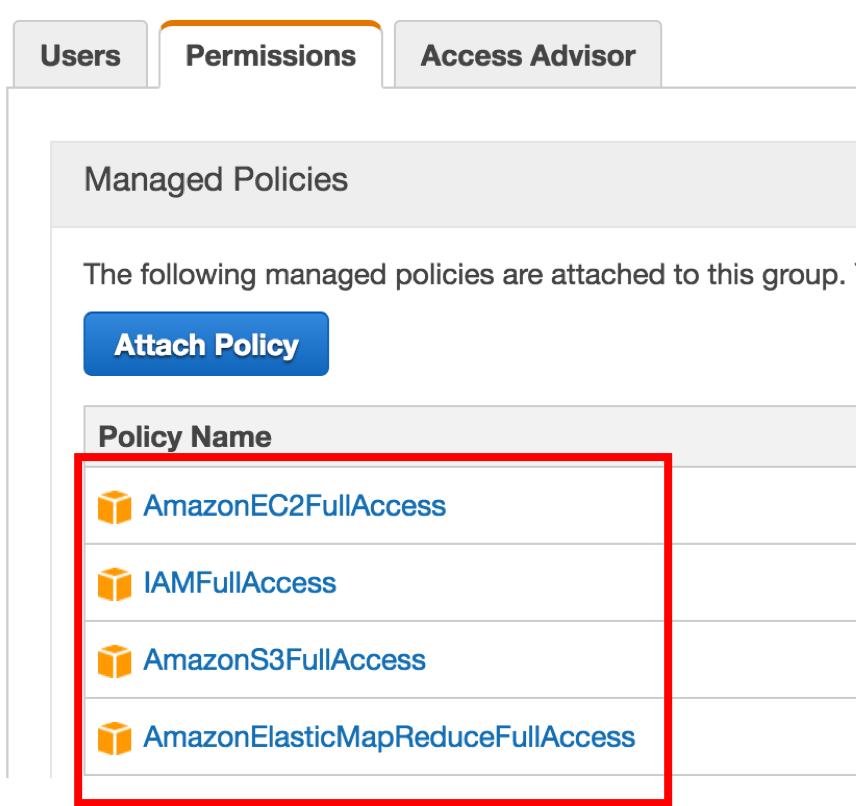 Users Permissions Access Advisor
Managed Policies
The following managed policies are attached to this group.
Attach Policy
Policy Name
AmazonEC2FullAccess
IAMFullAccess
AmazonS3FullAccess
AmazonElasticMapReduceFullAccess